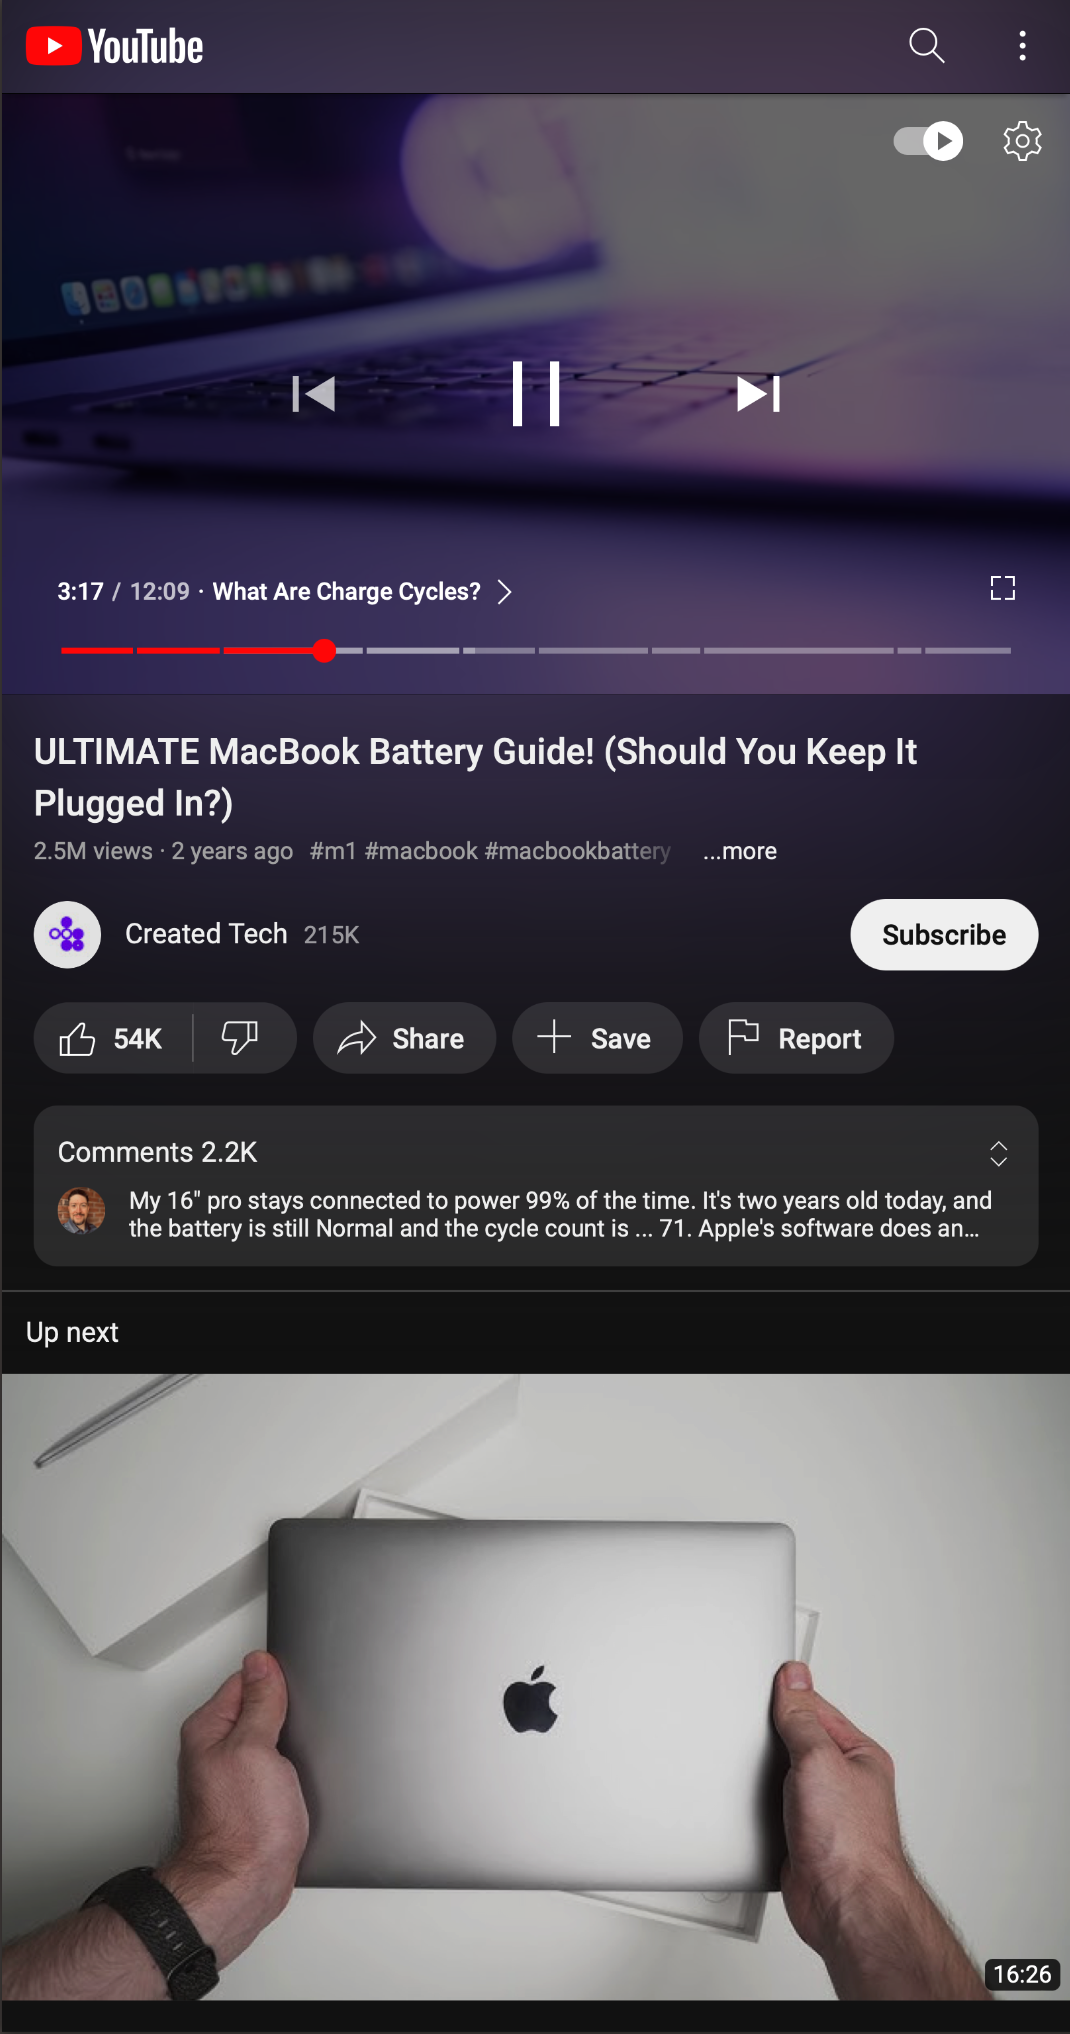 YouTube
3:17 / 12:09 · What Are Charge Cycles?
ULTIMATE MacBook Battery Guide! (Should You Keep It
Plugged In?)
2.5M views · 2 years ago #m1 #macbook #macbookbattery ...more
Created Tech 215K
Subscribe
54K
Share
Save
Report
Comments 2.2K
My 16" pro stays connected to power 99% of the time. It's two years old today, and
the battery is still Normal and the cycle count is ... 71. Apple's software does an...
Up next
16:26